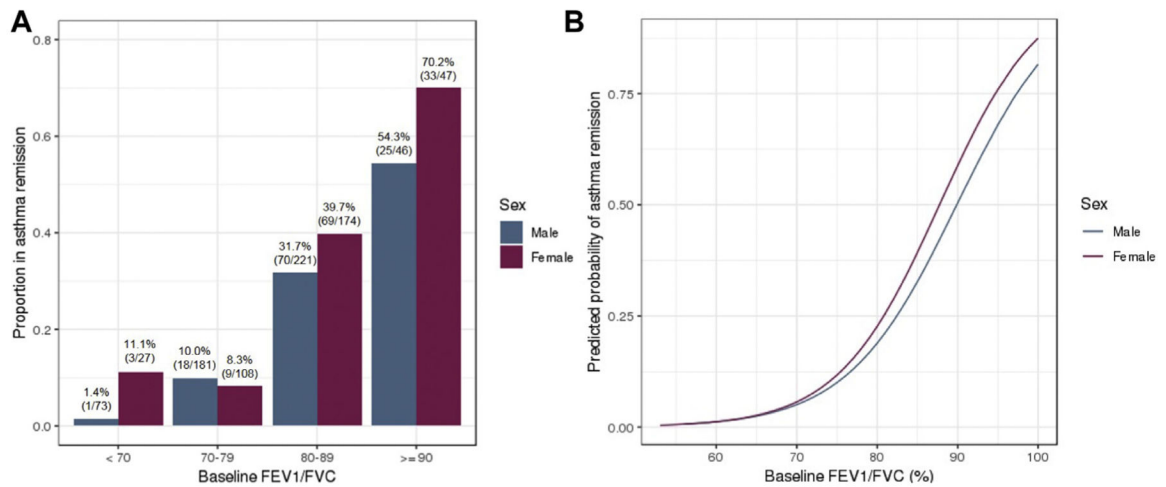 A
Proportion in asthma remission
0.8
0.6
0.4
0.2
0.0
1.4%
(1/73)
11.1%
(3/27)
10.0%
(18/181)
8.3%
(9/108)
31.7%
(70/221)
39.7%
(69/174)
54.3%
(25/46)
70.2%
(33/47)
< 70
70-79
80-89
>=90
Baseline FEV1/FVC
Sex
Male
Female
B
Predicted probability of asthma remission
0.75
0.50
0.25
0.00
60
70
80
90
100
Baseline FEV1/FVC (%)
Sex
Male
Female